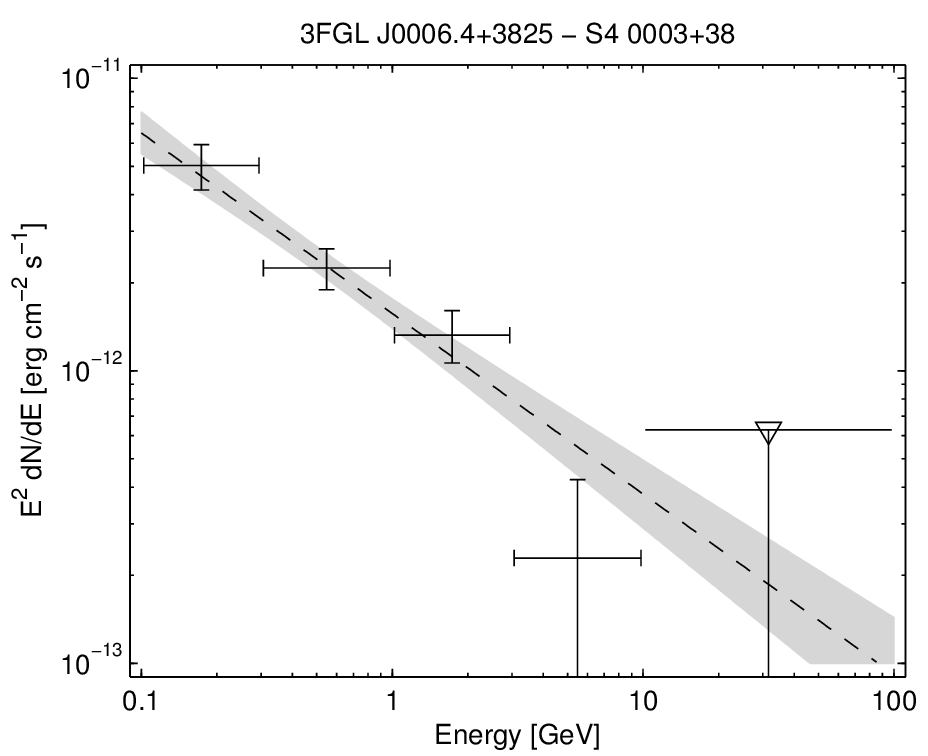 3FGL J0006.4+3825 − S4 0003+38
10⁻¹¹
10⁻¹²
10⁻¹³
E² dN/dE [erg cm⁻² s⁻¹]
0.1 1 10 100
Energy [GeV]